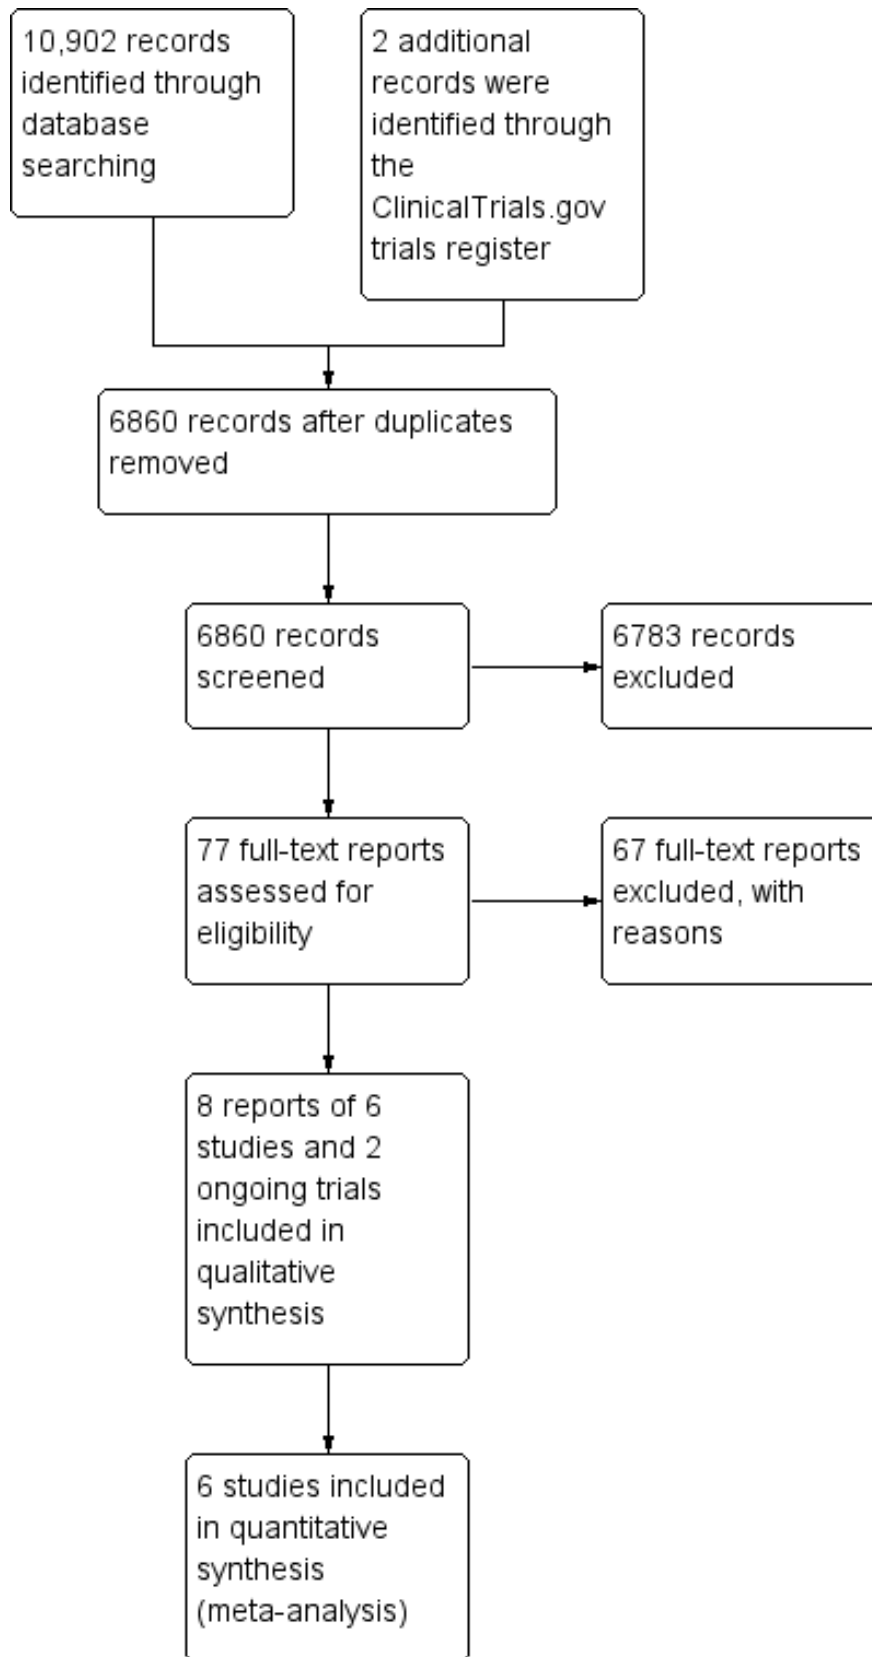 10,902 records
identified through
database
searching
2 additional
records were
identified through
the
ClinicalTrials.gov
trials register
6860 records after duplicates
removed
6860 records
screened
6783 records
excluded
77 full-text reports
assessed for
eligibility
67 full-text reports
excluded, with
reasons
8 reports of 6
studies and 2
ongoing trials
included in
qualitative
synthesis
6 studies included
in quantitative
synthesis
(meta-analysis)